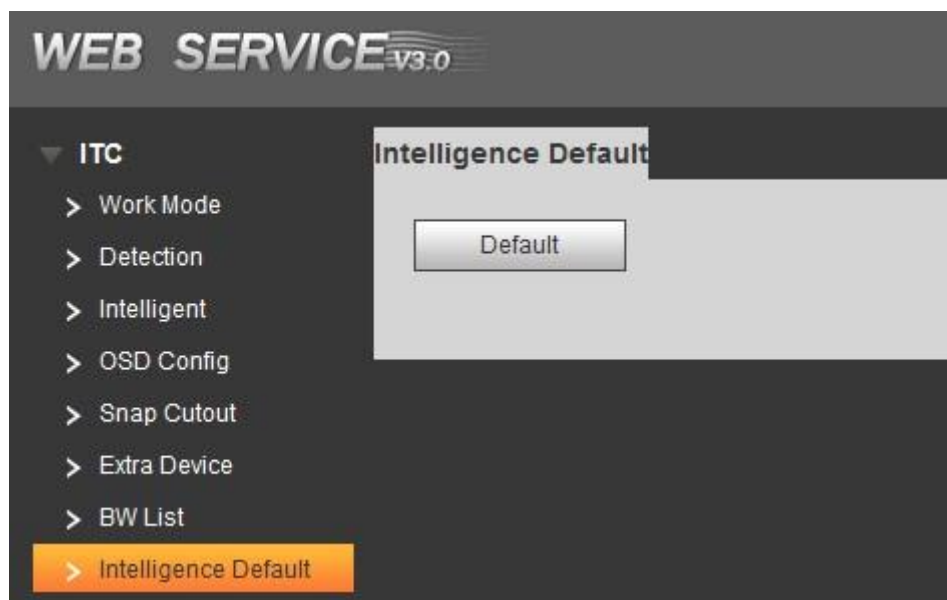 WEB SERVICE V3.0
ITC
Work Mode
Detection
Intelligent
OSD Config
Snap Cutout
Extra Device
BW List
Intelligence Default
Intelligence Default
Default